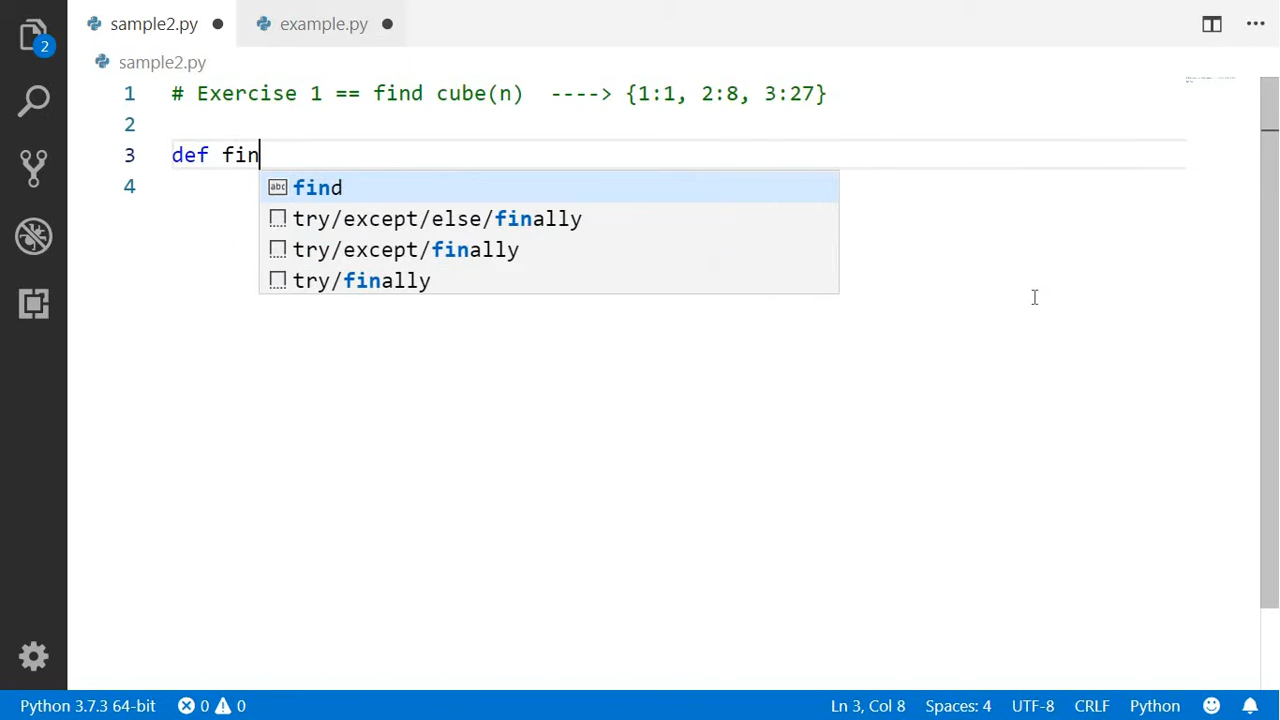 sample2.py
example.py
sample2.py
2
1 # Exercise 1 == find cube(n) ----> {1:1, 2:8, 3:27}
2
3 def fin
4
abc find
try/except/else/finally
try/except/finally
try/finally
Python 3.7.3 64-bit 0 0 Ln 3, Col 8 Spaces: 4 UTF-8 CRLF Python